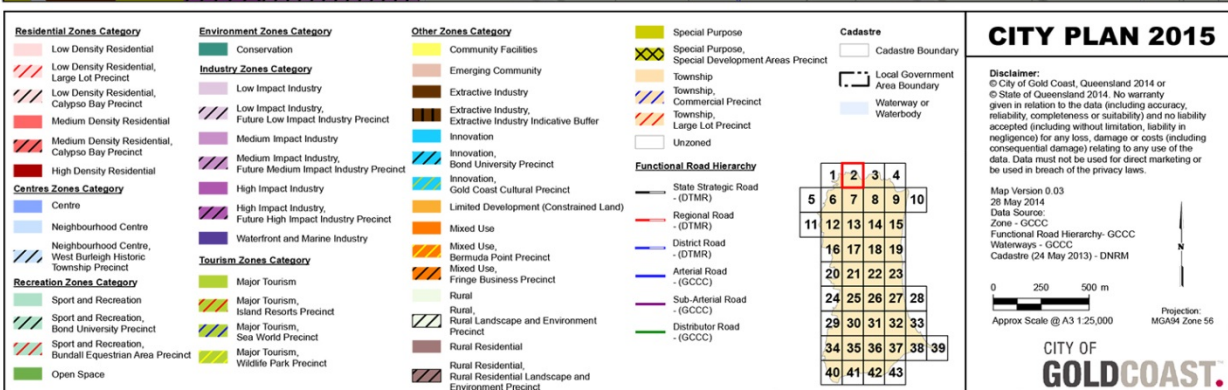 Residential Zones Category
Low Density Residential
Low Density Residential,
Large Lot Precinct
Low Density Residential,
Calypso Bay Precinct
Medium Density Residential
Medium Density Residential,
Calypso Bay Precinct
High Density Residential
Centres Zones Category
Centre
Neighbourhood Centre
Neighbourhood Centre,
West Burleigh Historic
Township Precinct
Recreation Zones Category
Sport and Recreation
Sport and Recreation,
Bond University Precinct
Sport and Recreation,
Bundall Equestrian Area Precinct
Open Space
Environment Zones Category
Conservation
Industry Zones Category
Low Impact Industry
Low Impact Industry,
Future Low Impact Industry Precinct
Medium Impact Industry
Medium Impact Industry,
Future Medium Impact Industry Precinct
High Impact Industry
High Impact Industry,
Future High Impact Industry Precinct
Waterfront and Marine Industry
Tourism Zones Category
Major Tourism
Major Tourism,
Island Resorts Precinct
Major Tourism,
Sea World Precinct
Major Tourism,
Wildlife Park Precinct
Other Zones Category
Community Facilities
Emerging Community
Extractive Industry
Extractive Industry,
Extractive Industry Indicative Buffer
Innovation
Innovation,
Bond University Precinct
Innovation,
Gold Coast Cultural Precinct
Limited Development (Constrained Land)
Mixed Use
Mixed Use,
Bermuda Point Precinct
Mixed Use,
Fringe Business Precinct
Rural
Rural,
Rural Landscape and Environment
Precinct
Rural Residential
Rural Residential,
Rural Residential Landscape and
Environment Precinct
Special Purpose
Special Purpose,
Special Development Areas Precinct
Township
Township,
Commercial Precinct
Township,
Large Lot Precinct
Unzoned
Functional Road Hierarchy
State Strategic Road
- (DTMR)
Regional Road
- (DTMR)
District Road
- (DTMR)
Arterial Road
- (GCCC)
Sub-Arterial Road
- (GCCC)
Distributor Road
- (GCCC)
Cadastre
Cadastre Boundary
Local Government
Area Boundary
Waterway or
Waterbody
1 2 3 4
5 6 7 8 9 10
11 12 13 14 15
16 17 18 19
20 21 22 23
24 25 26 27 28
29 30 31 32 33
34 35 36 37 38 39
40 41 42 43
CITY PLAN 2015
Disclaimer:
© City of Gold Coast, Queensland 2014 or
© State of Queensland 2014. No warranty
given in relation to the data (including accuracy,
reliability, completeness or suitability) and no liability
accepted (including without limitation, liability in
negligence) for any loss, damage or costs (including
consequential damage) relating to any use of the
data. Data must not be used for direct marketing or
be used in breach of the privacy laws.
Map Version 0.03
28 May 2014
Data Source:
Zone - GCCC
Functional Road Hierarchy- GCCC
Waterways - GCCC
Cadastre (24 May 2013) - DNRM
N
0 250 500 m
Approx Scale @ A3 1:25,000
Projection:
MGA94 Zone 56
CITY OF
GOLDCOAST.